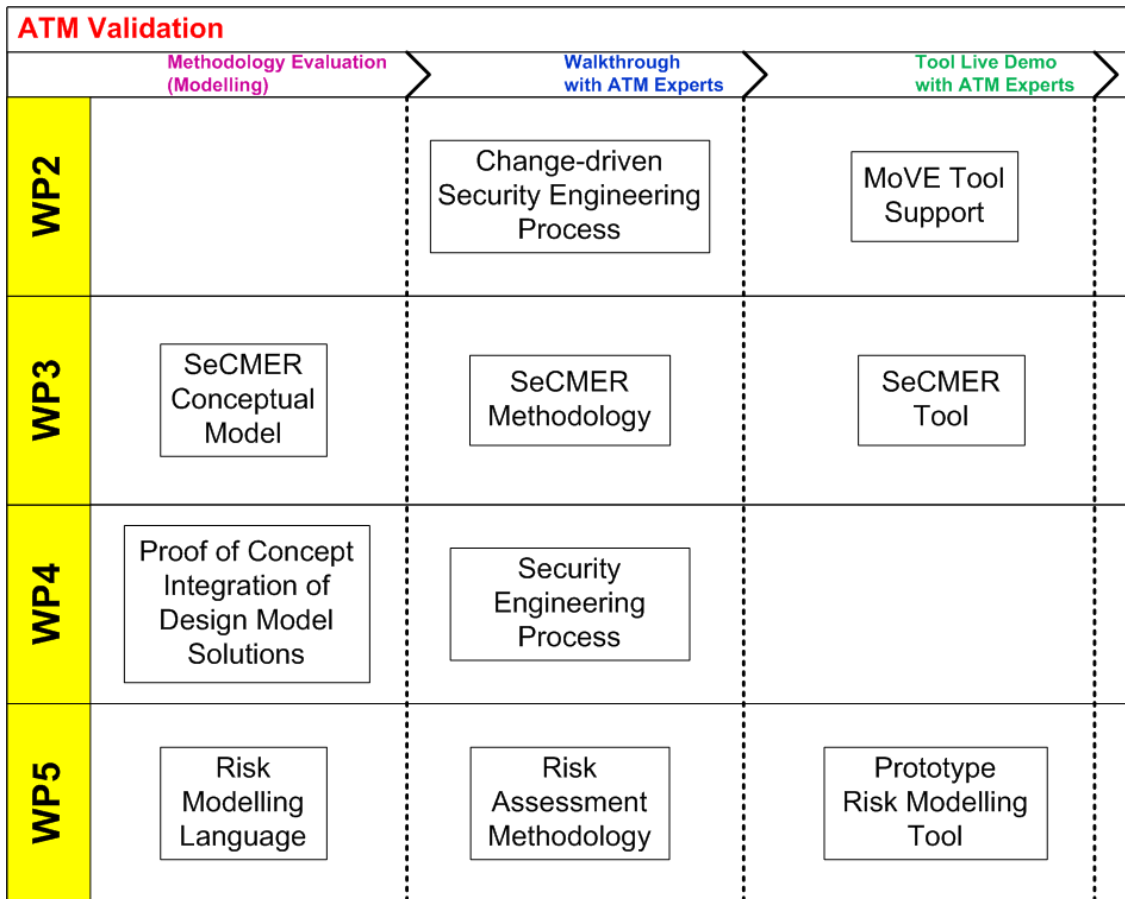 ATM Validation
Methodology Evaluation
(Modelling)
Walkthrough
with ATM Experts
Tool Live Demo
with ATM Experts
WP2
Change-driven
Security Engineering
Process
MoVE Tool
Support
WP3
SeCMER
Conceptual
Model
SeCMER
Methodology
SeCMER
Tool
WP4
Proof of Concept
Integration of
Design Model
Solutions
Security
Engineering
Process
WP5
Risk
Modelling
Language
Risk
Assessment
Methodology
Prototype
Risk Modelling
Tool